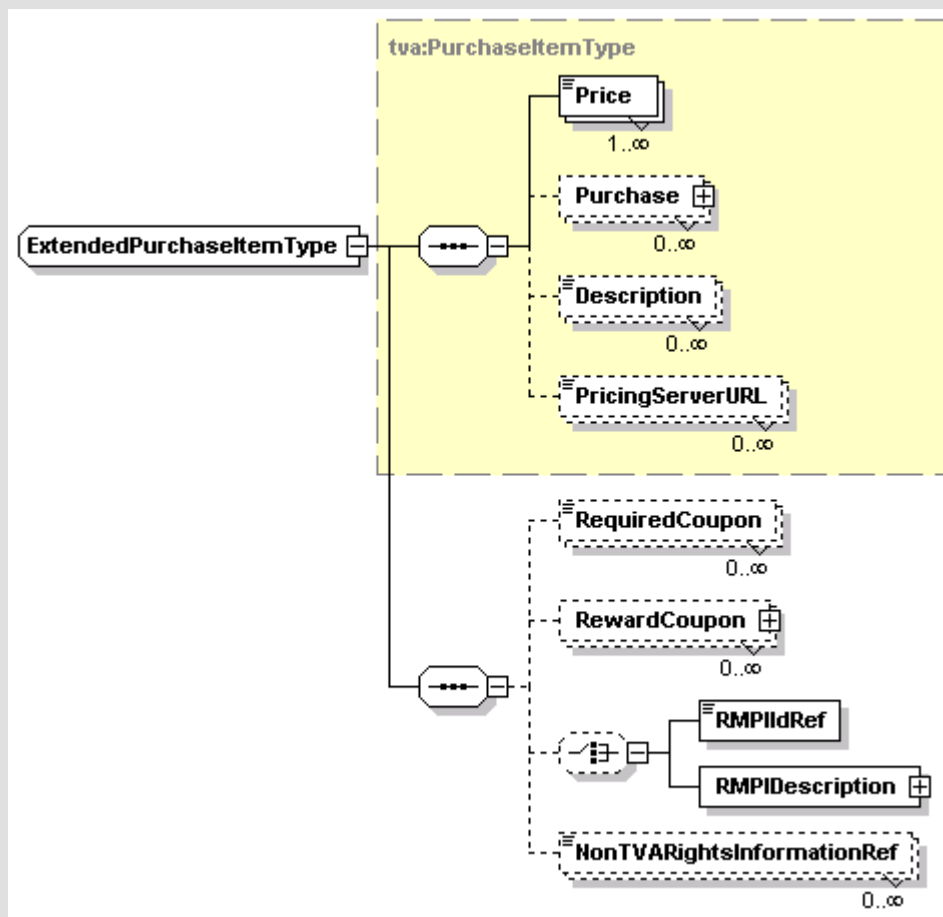 tva:PurchaseItemType
Price
1..∞
Purchase
0..∞
ExtendedPurchaseItemType
Description
0..∞
PricingServerURL
0..∞
RequiredCoupon
0..∞
RewardCoupon
0..∞
RMPIIdRef
RMPIDescription
NonTVARightsInformationRef
0..∞